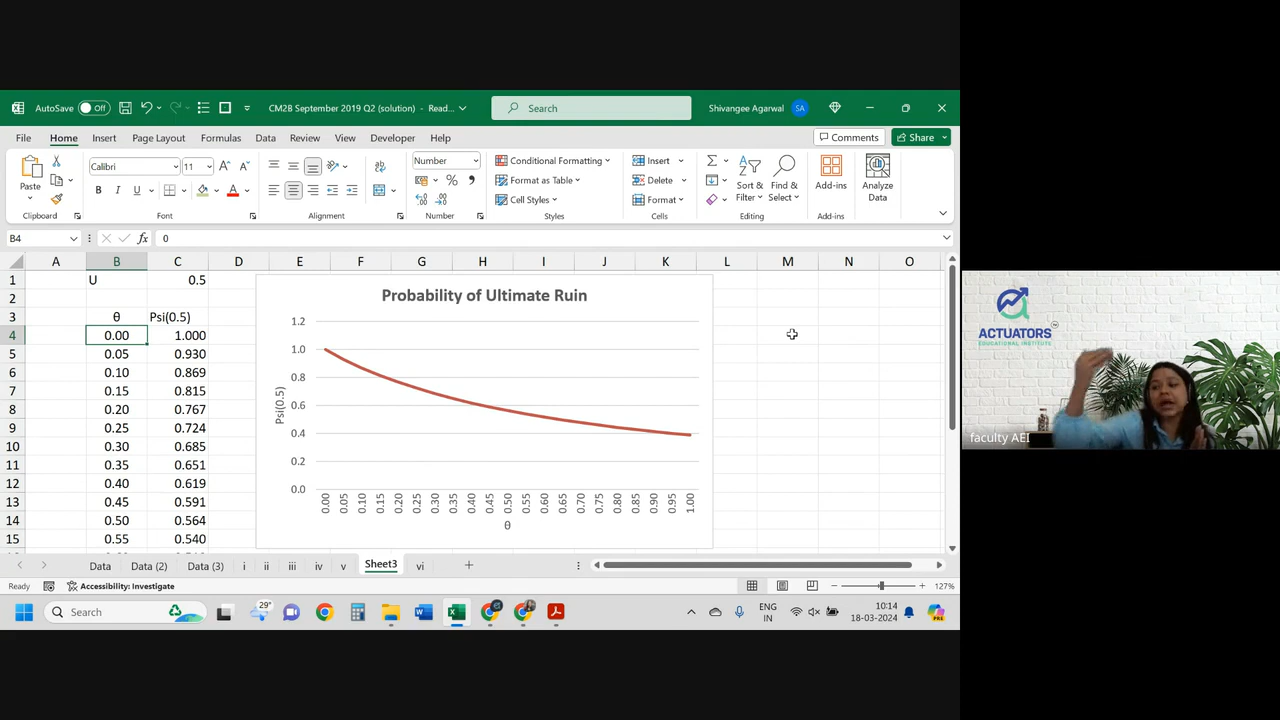 AutoSave Off CM2B September 2019 Q2 (solution) - Read... Search Shivangee Agarwal SA
File Home Insert Page Layout Formulas Data Review View Developer Help Comments Share
Paste Calibri 11 A A Number Conditional Formatting Insert Sort & Filter Find & Select Add-ins Analyze Data
B I U A % Format as Table Delete
Cell Styles Format
Clipboard Font Alignment Number Styles Cells Editing Add-ins
B4 fx 0
A B C D E F G H I J K L M N O
1 U 0.5
2
3 θ Psi(0.5)
4 0.00 1.000
5 0.05 0.930
6 0.10 0.869
7 0.15 0.815
8 0.20 0.767
9 0.25 0.724
10 0.30 0.685
11 0.35 0.651
12 0.40 0.619
13 0.45 0.591
14 0.50 0.564
15 0.55 0.540
Probability of Ultimate Ruin
1.2
1.0
0.8
0.6
0.4
0.2
0.0
Psi(0.5)
0.00 0.05 0.10 0.15 0.20 0.25 0.30 0.35 0.40 0.45 0.50 0.55 0.60 0.65 0.70 0.75 0.80 0.85 0.90 0.95 1.00
θ
ACTUATORS
EDUCATIONAL INSTITUTE
faculty AEI
Data Data (2) Data (3) i ii iii iv v Sheet3 vi
Ready Accessibility: Investigate 127%
Search 29° ENG IN 10:14 18-03-2024